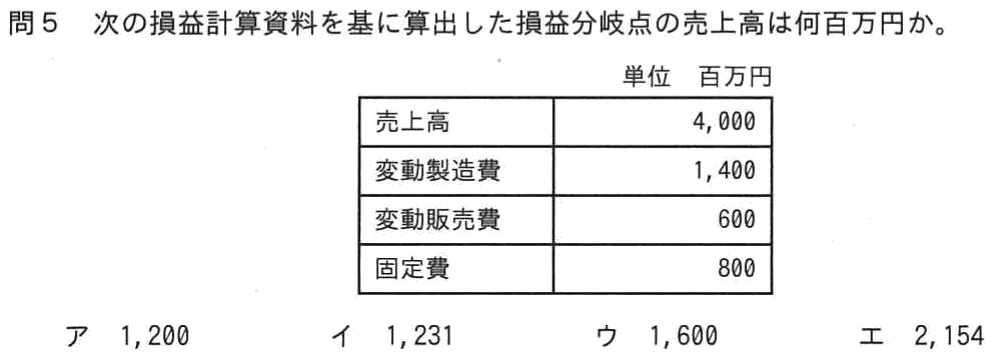 問5 次の損益計算資料を基に算出した損益分岐点の売上高は何百万円か。
単位 百万円
売上高 4,000
変動製造費 1,400
変動販売費 600
固定費 800
ア 1,200 イ 1,231 ウ 1,600 エ 2,154